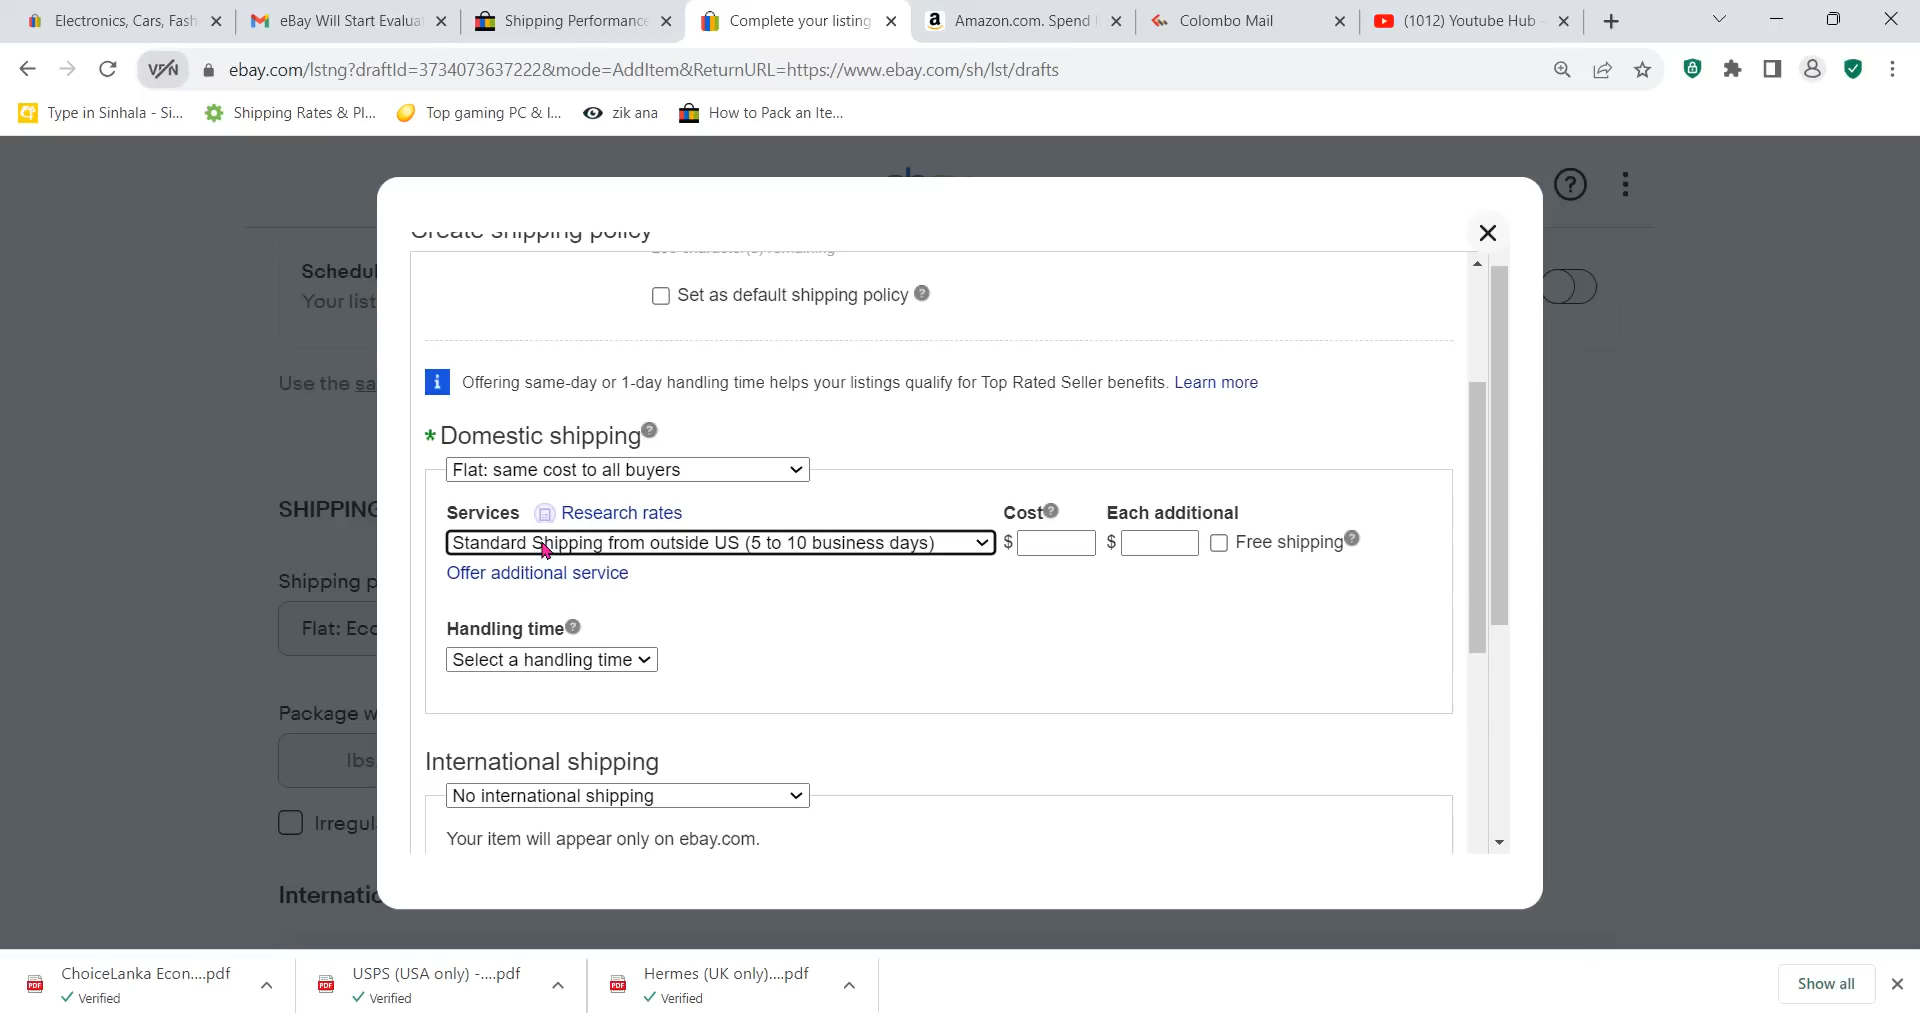 Electronics, Cars, Fash
eBay Will Start Evalua
Shipping Performance
Complete your listing
Amazon.com. Spend
Colombo Mail
(1012) Youtube Hub -
VPN
ebay.com/lstng?draftId=3734073637222&mode=AddItem&ReturnURL=https://www.ebay.com/sh/lst/drafts
Type in Sinhala - Si...
Shipping Rates & Pl...
Top gaming PC & l...
zik ana
How to Pack an Ite...
Create shipping policy
Schedul
Your list
Set as default shipping policy
Use the sa
Offering same-day or 1-day handling time helps your listings qualify for Top Rated Seller benefits. Learn more
* Domestic shipping
Flat: same cost to all buyers
SHIPPING
Services Research rates Cost Each additional
Standard Shipping from outside US (5 to 10 business days) $ $ Free shipping
Offer additional service
Shipping p
Flat: Eco
Handling time
Select a handling time
Package w
lbs
International shipping
No international shipping
Irregul
Your item will appear only on ebay.com.
Internatio
ChoiceLanka Econ....pdf
Verified
USPS (USA only) -....pdf
Verified
Hermes (UK only)....pdf
Verified
Show all